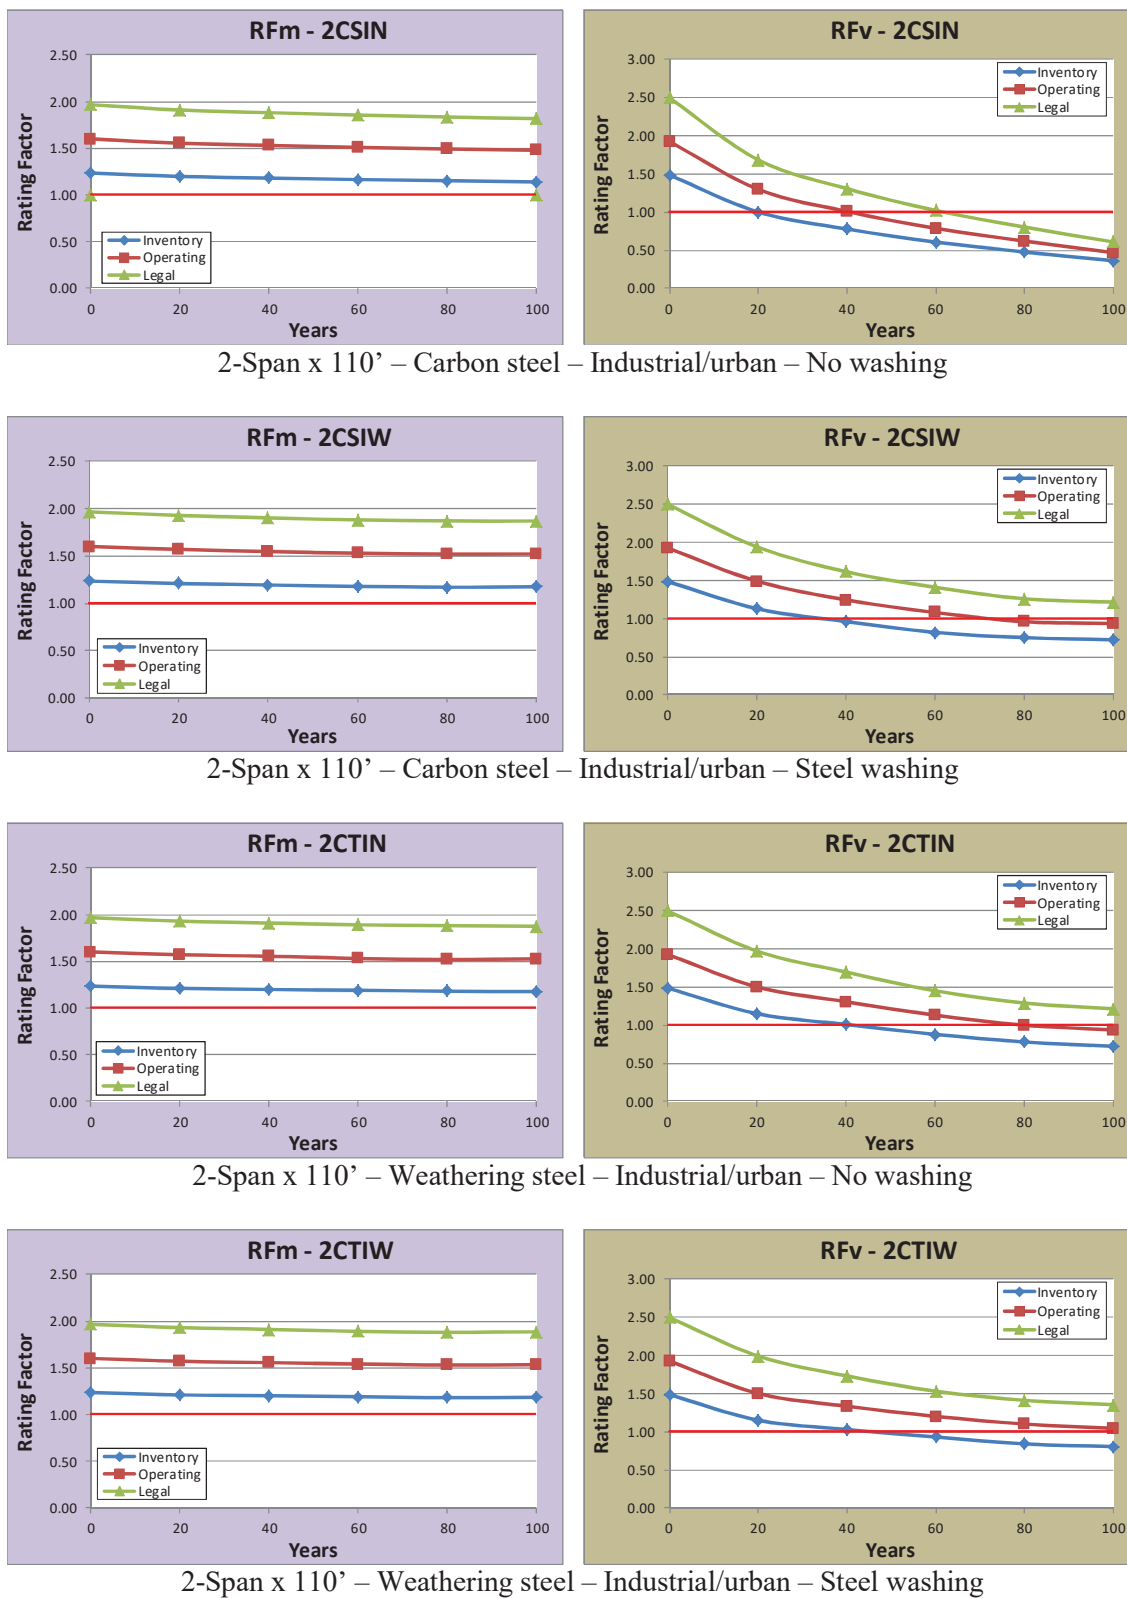 RFm - 2CSIN
2.50
2.00
1.50
1.00
0.50
0.00
Rating Factor
Inventory
Operating
Legal
0 20 40 60 80 100
Years
RFv - 2CSIN
3.00
2.50
2.00
1.50
1.00
0.50
0.00
Rating Factor
Inventory
Operating
Legal
0 20 40 60 80 100
Years
2-Span x 110’ – Carbon steel – Industrial/urban – No washing
RFm - 2CSIW
2.50
2.00
1.50
1.00
0.50
0.00
Rating Factor
Inventory
Operating
Legal
0 20 40 60 80 100
Years
RFv - 2CSIW
3.00
2.50
2.00
1.50
1.00
0.50
0.00
Rating Factor
Inventory
Operating
Legal
0 20 40 60 80 100
Years
2-Span x 110’ – Carbon steel – Industrial/urban – Steel washing
RFm - 2CTIN
2.50
2.00
1.50
1.00
0.50
0.00
Rating Factor
Inventory
Operating
Legal
0 20 40 60 80 100
Years
RFv - 2CTIN
3.00
2.50
2.00
1.50
1.00
0.50
0.00
Rating Factor
Inventory
Operating
Legal
0 20 40 60 80 100
Years
2-Span x 110’ – Weathering steel – Industrial/urban – No washing
RFm - 2CTIW
2.50
2.00
1.50
1.00
0.50
0.00
Rating Factor
Inventory
Operating
Legal
0 20 40 60 80 100
Years
RFv - 2CTIW
3.00
2.50
2.00
1.50
1.00
0.50
0.00
Rating Factor
Inventory
Operating
Legal
0 20 40 60 80 100
Years
2-Span x 110’ – Weathering steel – Industrial/urban – Steel washing